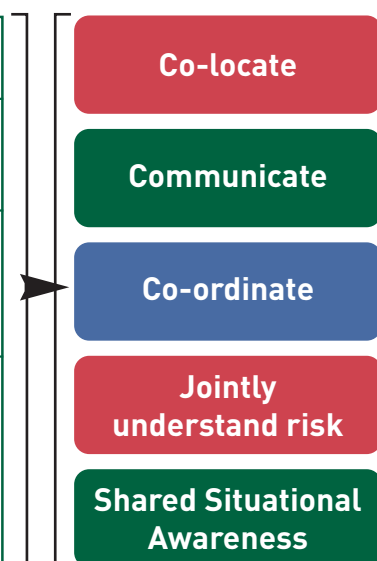 Co-locate
Communicate
Co-ordinate
Jointly
understand risk
Shared Situational
Awareness